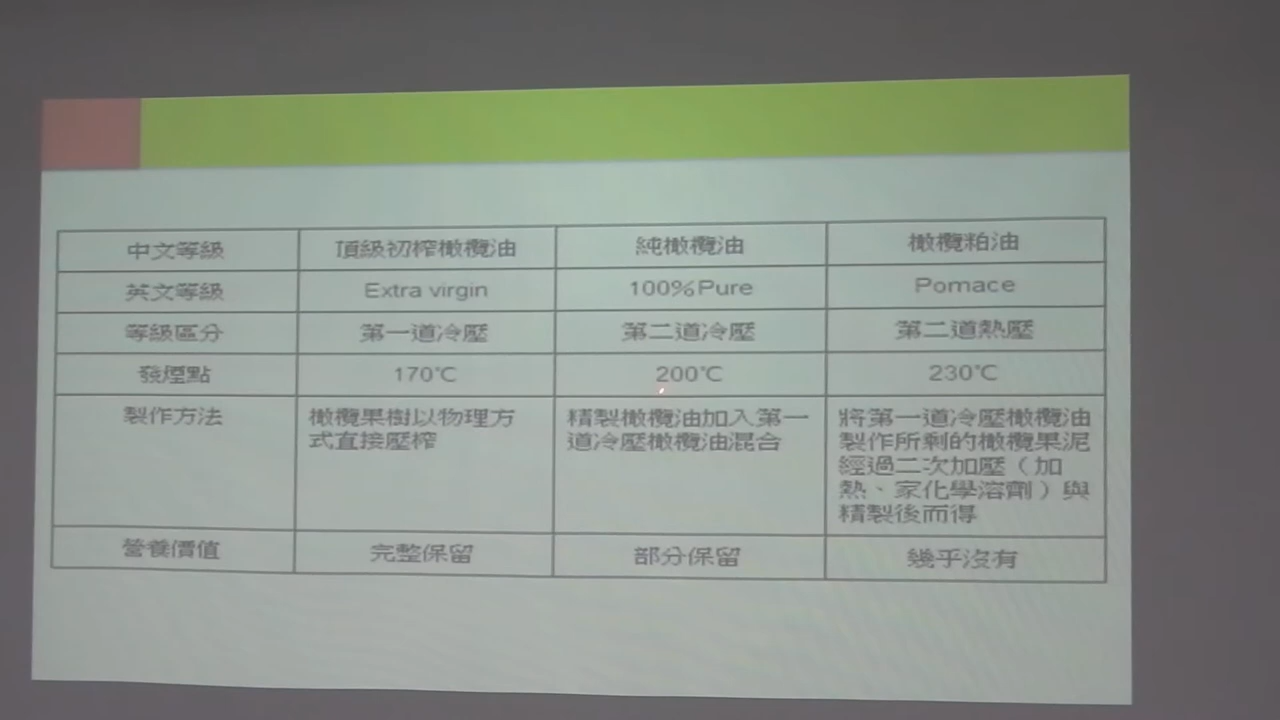 中文等級 頂級初榨橄欖油 純橄欖油 橄欖粕油
英文等級 Extra virgin 100%Pure Pomace
等級區分 第一道冷壓 第二道冷壓 第二道熱壓
發煙點 170℃ 200℃ 230℃
製作方法 橄欖果樹以物理方 精製橄欖油加入第一 將第一道冷壓橄欖油
式直接壓榨 道冷壓橄欖油混合 製作所剩的橄欖果泥
經過二次加壓（加
熱、家化學溶劑）與
精製後而得
營養價值 完整保留 部分保留 幾乎沒有